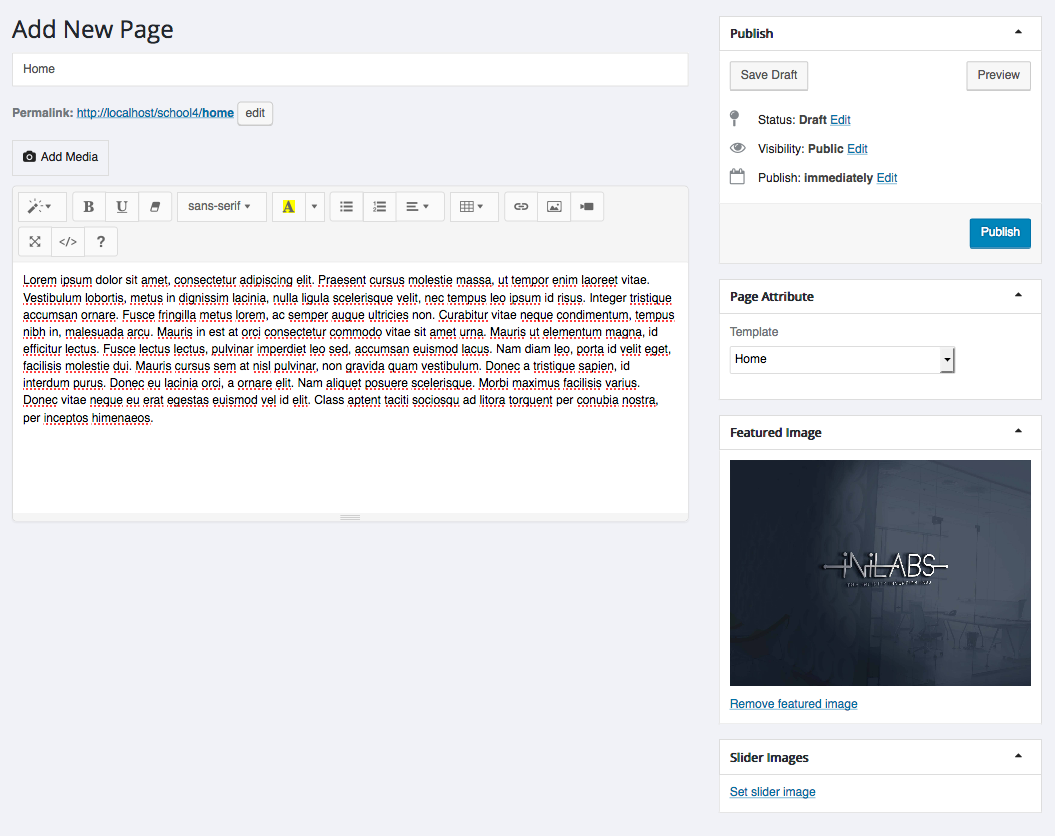 Add New Page
Home
Permalink: http://localhost/school4/home edit
Add Media
B U sans-serif A
</> ?
Lorem ipsum dolor sit amet, consectetur adipiscing elit. Praesent cursus molestie massa, ut tempor enim laoreet vitae.
Vestibulum lobortis, metus in dignissim lacinia, nulla ligula scelerisque velit, nec tempus leo ipsum id risus. Integer tristique
accumsan ornare. Fusce fringilla metus lorem, ac semper augue ultricies non. Curabitur vitae neque condimentum, tempus
nibh in, malesuada arcu. Mauris in est at orci consectetur commodo vitae sit amet urna. Mauris ut elementum magna, id
efficitur lectus. Fusce lectus lectus, pulvinar imperdiet leo sed, accumsan euismod lacus. Nam diam leo, porta id velit eget,
facilisis molestie dui. Mauris cursus sem at nisl pulvinar, non gravida quam vestibulum. Donec a tristique sapien, id
interdum purus. Donec eu lacinia orci, a ornare elit. Nam aliquet posuere scelerisque. Morbi maximus facilisis varius.
Donec vitae neque eu erat egestas euismod vel id elit. Class aptent taciti sociosqu ad litora torquent per conubia nostra,
per inceptos himenaeos.
Publish
Save Draft Preview
Status: Draft Edit
Visibility: Public Edit
Publish: immediately Edit
Publish
Page Attribute
Template
Home
Featured Image
iNiLABS
Remove featured image
Slider Images
Set slider image